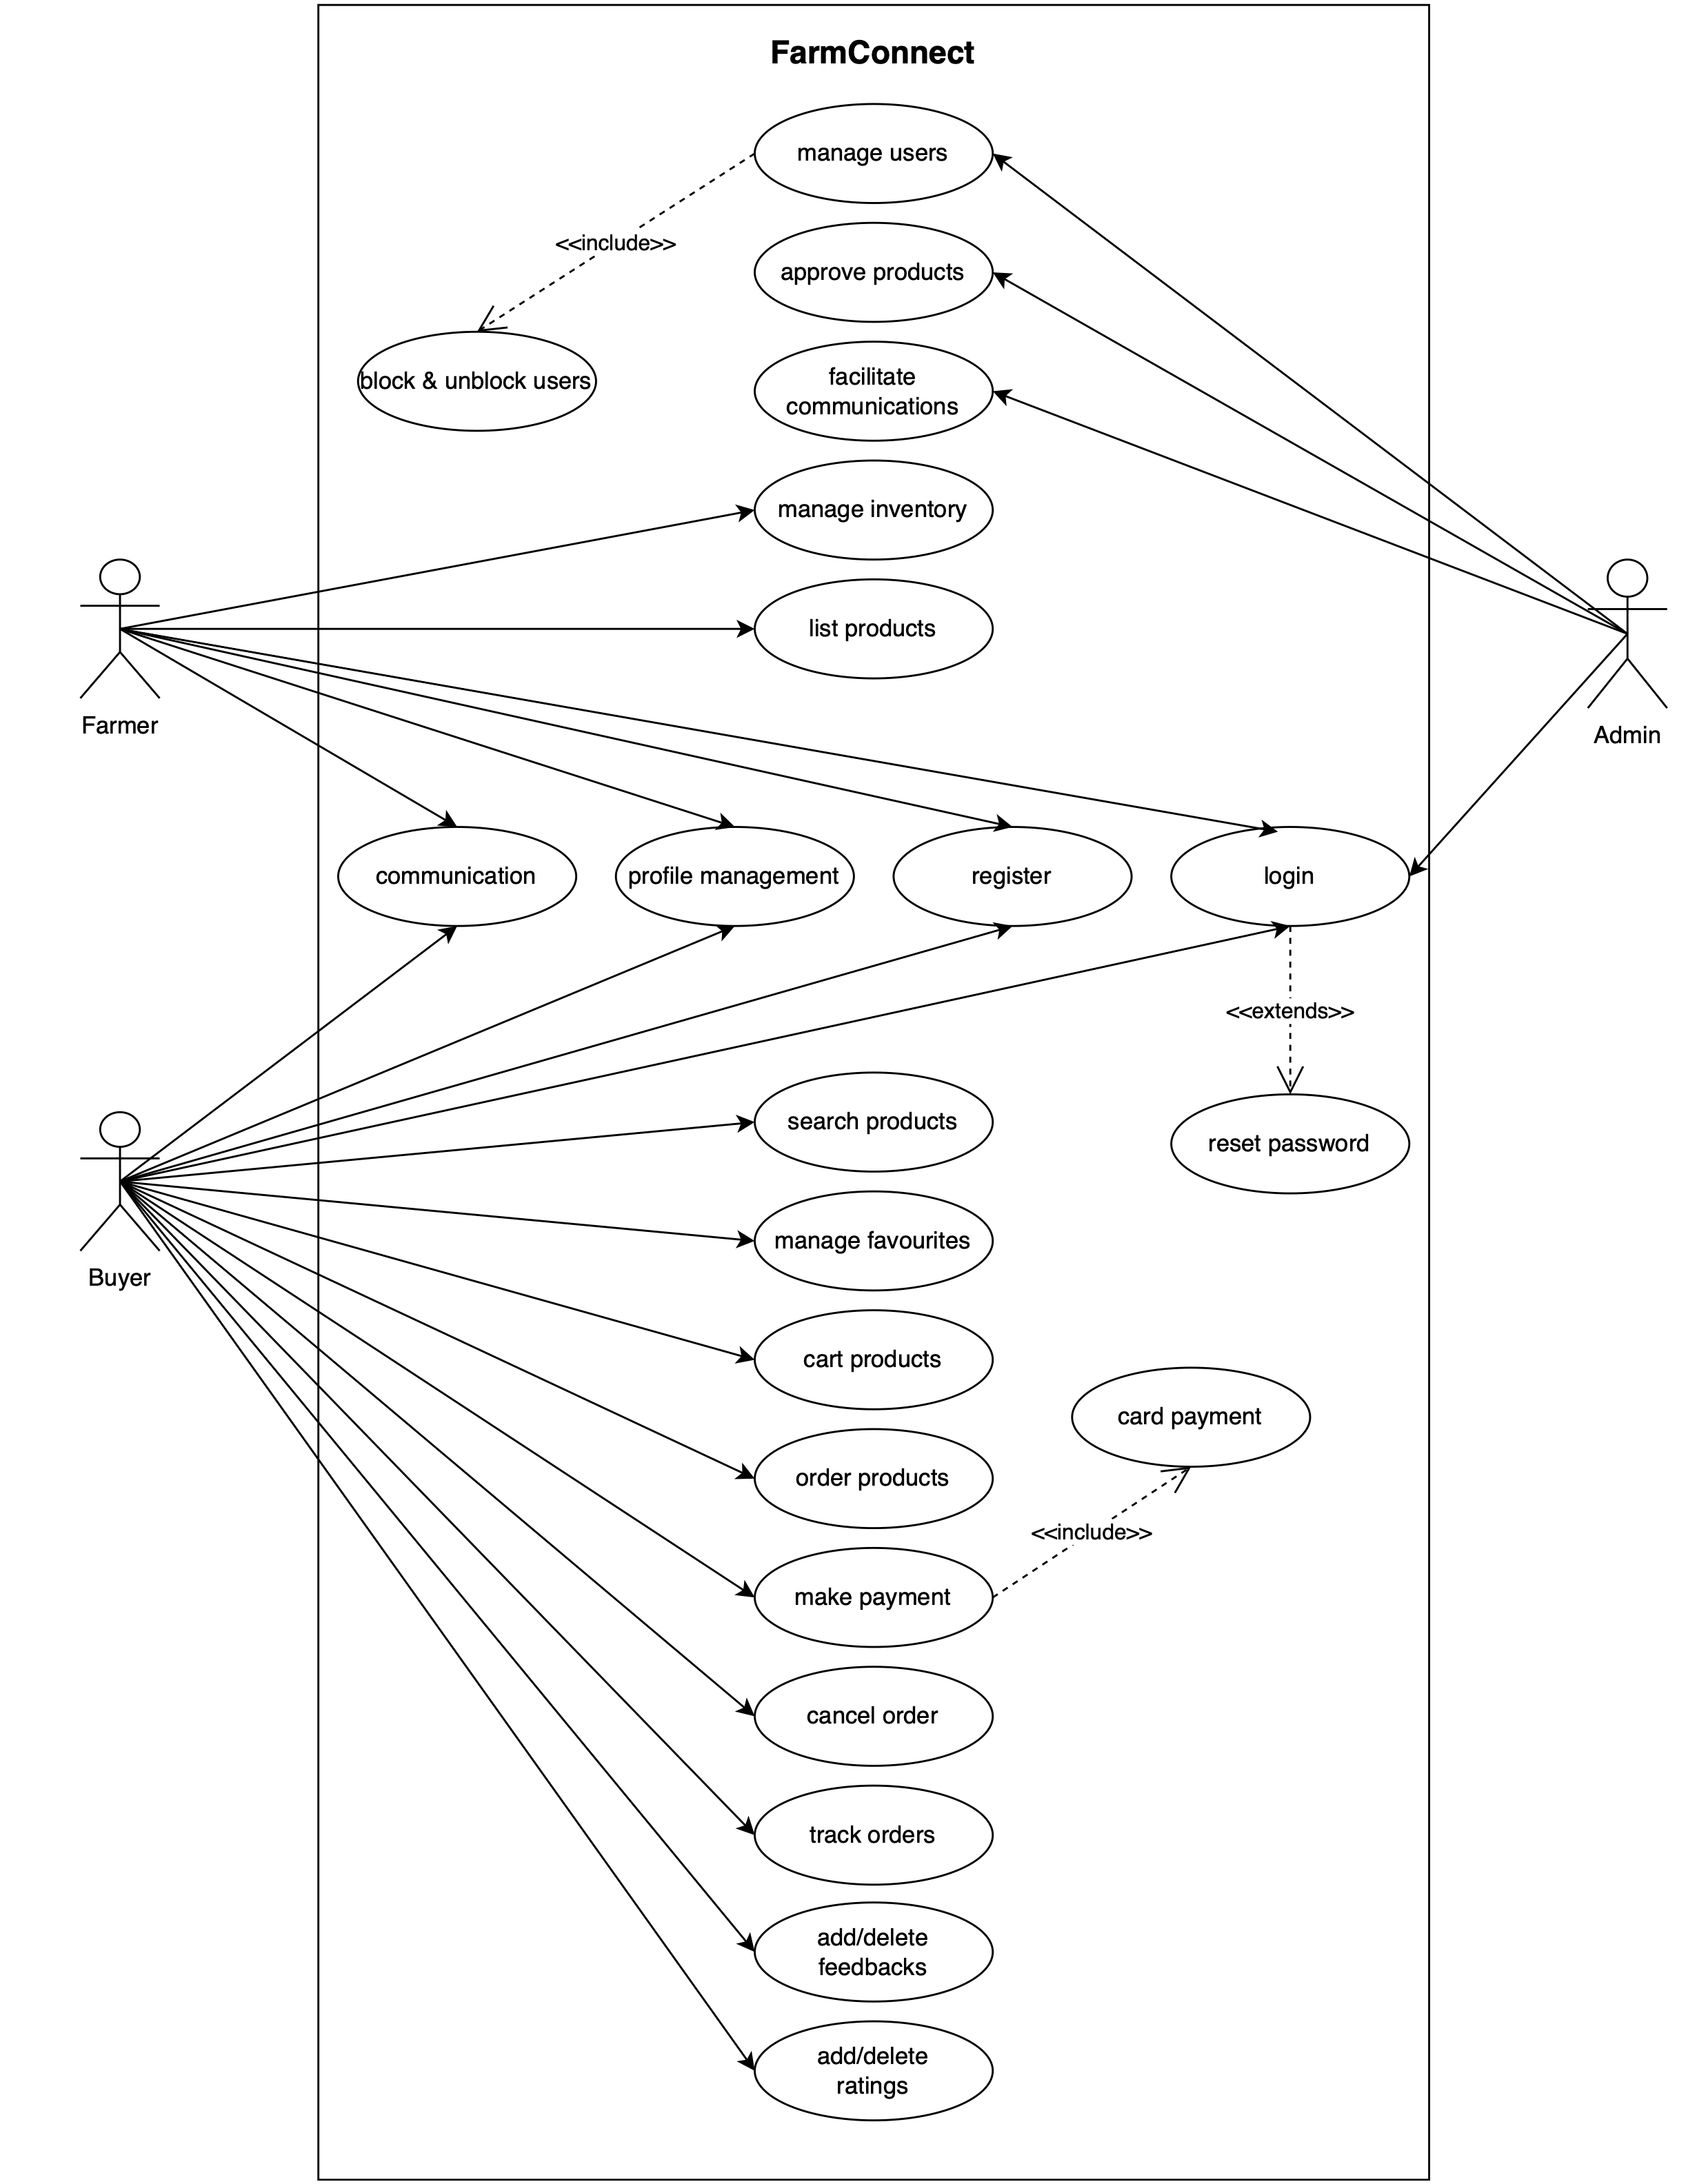 FarmConnect
manage users
<<include>>
approve products
block & unblock users
facilitate
communications
manage inventory
list products
Farmer
Admin
communication
profile management
register
login
<<extends>>
search products
reset password
manage favourites
Buyer
cart products
card payment
order products
<<include>>
make payment
cancel order
track orders
add/delete
feedbacks
add/delete
ratings